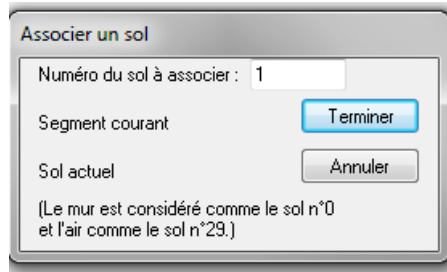 Associer un sol
Numéro du sol à associer : 1
Segment courant
Terminer
Sol actuel
Annuler
(Le mur est considéré comme le sol n°0
et l'air comme le sol n°29.)